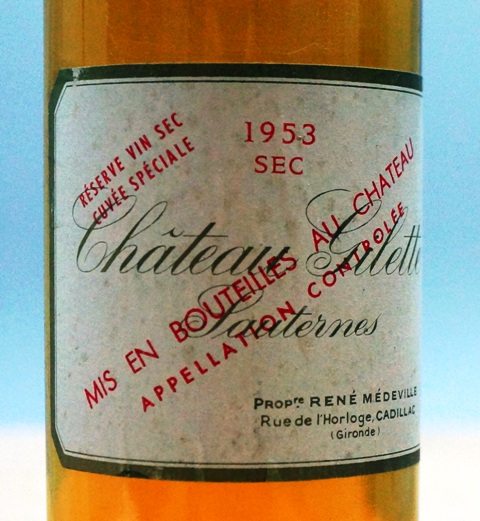 RÉSERVE VIN SEC
CUVÉE SPÉCIALE
1953
SEC
Château Gilette
Sauternes
MIS EN BOUTEILLES AU CHATEAU
APPELLATION CONTROLÉE
Propre RENÉ MÉDEVILLE
Rue de l'Horloge, CADILLAC
(Gironde)